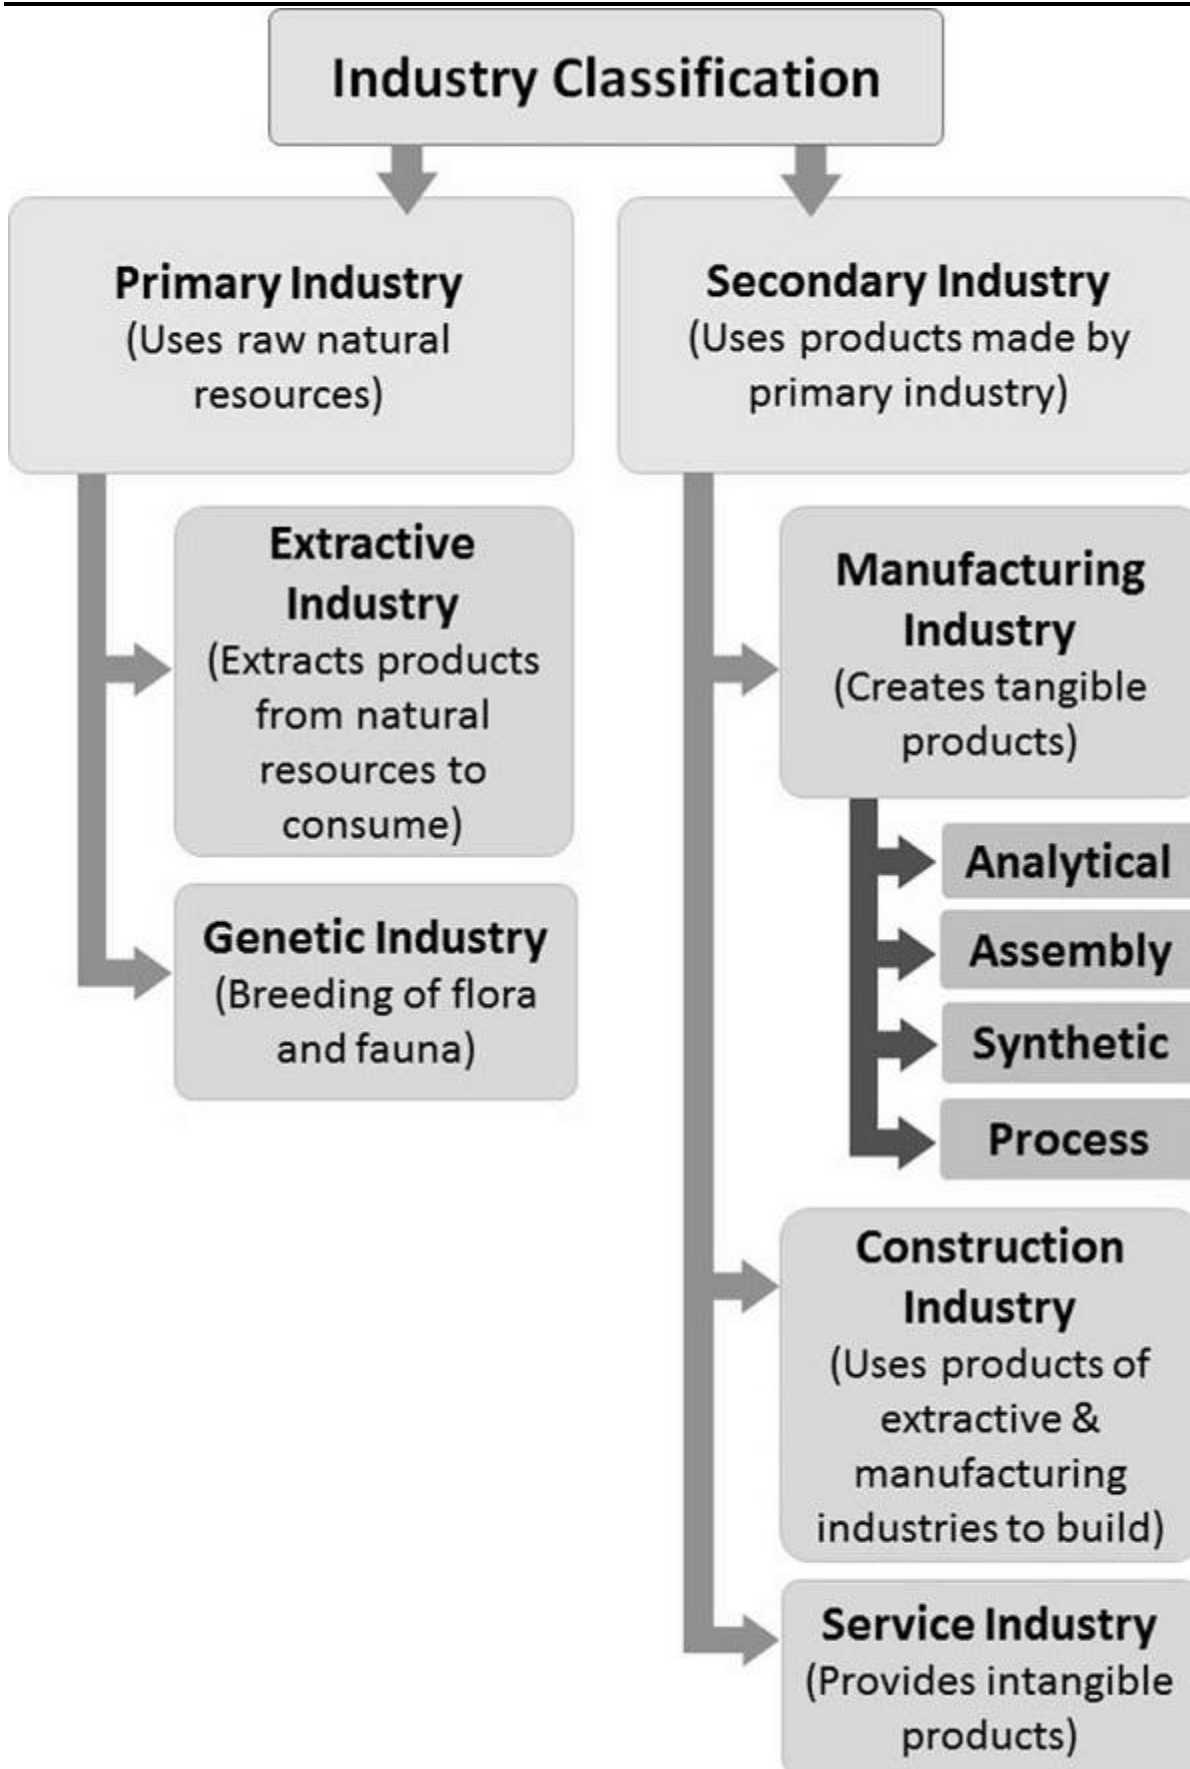 Industry Classification
Primary Industry
(Uses raw natural
resources)
Extractive
Industry
(Extracts products
from natural
resources to
consume)
Genetic Industry
(Breeding of flora
and fauna)
Secondary Industry
(Uses products made by
primary industry)
Manufacturing
Industry
(Creates tangible
products)
Analytical
Assembly
Synthetic
Process
Construction
Industry
(Uses products of
extractive &
manufacturing
industries to build)
Service Industry
(Provides intangible
products)